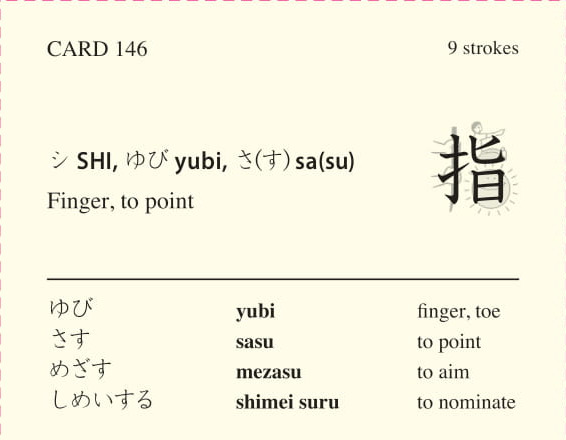 CARD 146 9 strokes
シ SHI, ゆび yubi, さ(す) sa(su) 指
Finger, to point
ゆび yubi finger, toe
さす sasu to point
めざす mezasu to aim
しめいする shimei suru to nominate